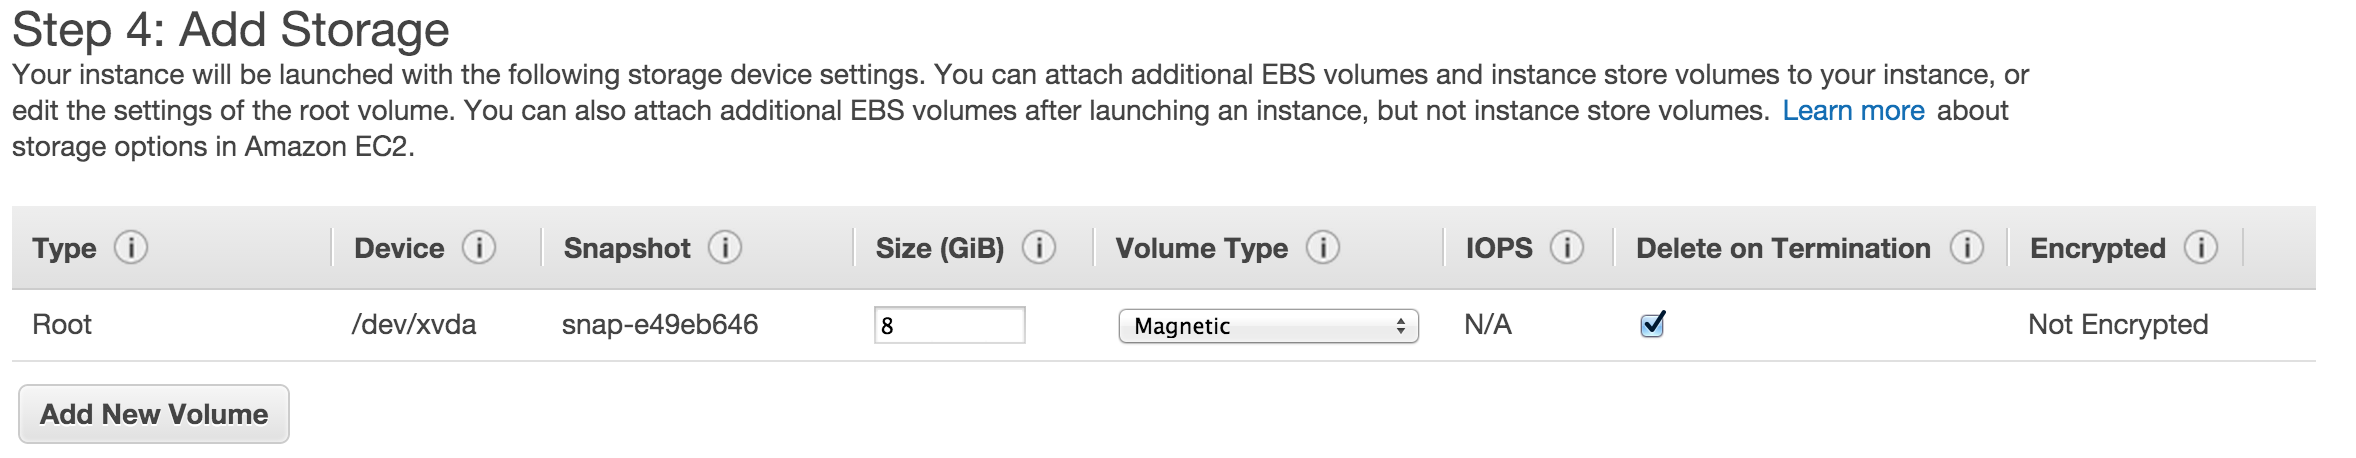 Step 4: Add Storage
Your instance will be launched with the following storage device settings. You can attach additional EBS volumes and instance store volumes to your instance, or
edit the settings of the root volume. You can also attach additional EBS volumes after launching an instance, but not instance store volumes. Learn more about
storage options in Amazon EC2.
Type i Device i Snapshot i Size (GiB) i Volume Type i IOPS i Delete on Termination i Encrypted i
Root /dev/xvda snap-e49eb646 8 Magnetic N/A Not Encrypted
Add New Volume